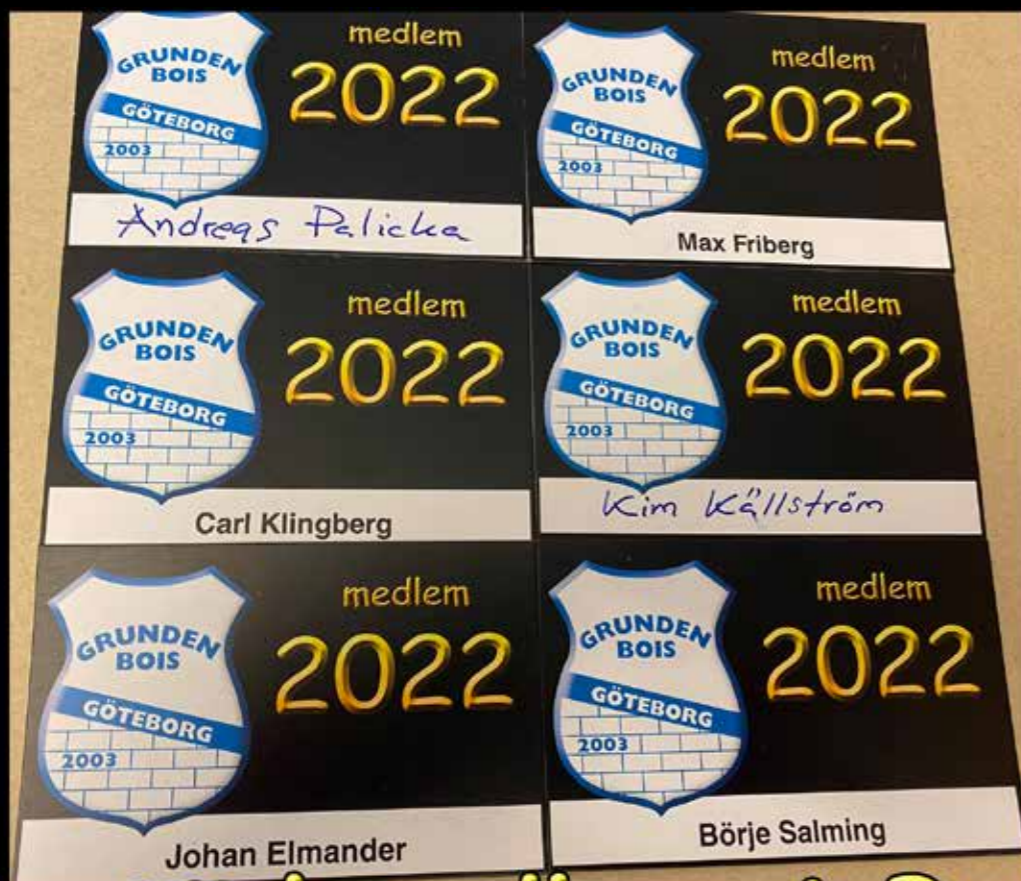 GRUNDEN
BOIS
GÖTEBORG
2003
medlem
2022
Andreas Palicka
GRUNDEN
BOIS
GÖTEBORG
2003
medlem
2022
Max Friberg
GRUNDEN
BOIS
GÖTEBORG
2003
medlem
2022
Carl Klingberg
GRUNDEN
BOIS
GÖTEBORG
2003
medlem
2022
Kim Källström
GRUNDEN
BOIS
GÖTEBORG
2003
medlem
2022
Johan Elmander
GRUNDEN
BOIS
GÖTEBORG
2003
medlem
2022
Börje Salming